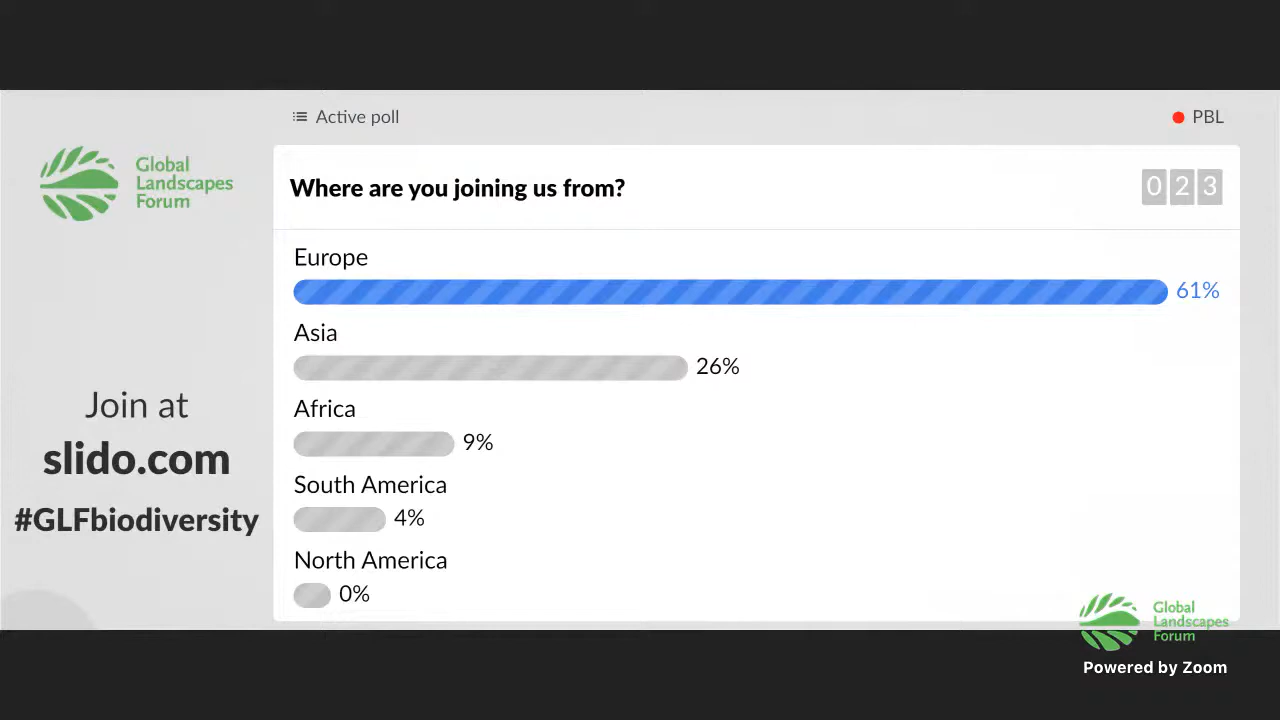 Active poll
PBL
Global
Landscapes
Forum
Where are you joining us from?
023
Europe
61%
Asia
26%
Africa
9%
South America
4%
North America
0%
Join at
slido.com
#GLFbiodiversity
Global
Landscapes
Forum
Powered by Zoom